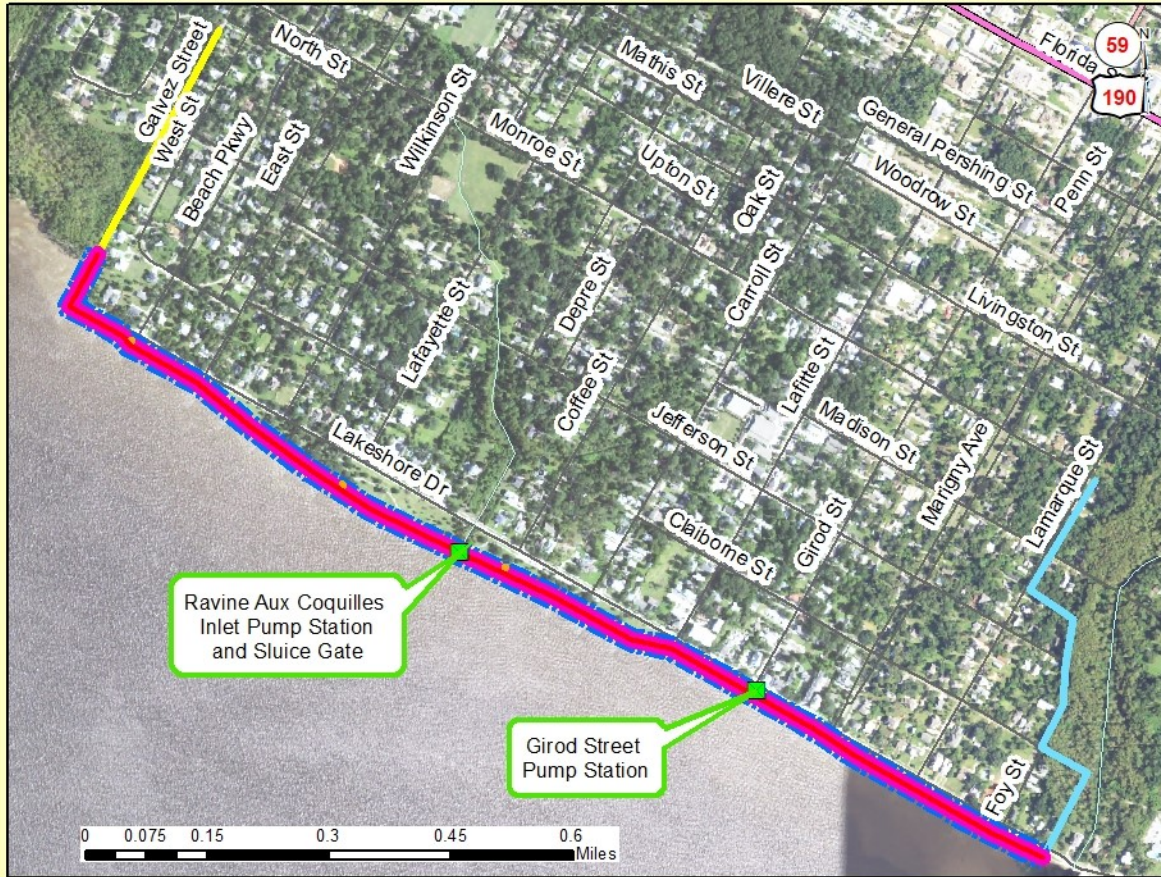 Galvez Street
West St
North St
Beach Pkwy
East St
Wilkinson St
Mathis St
Villere St
Florida
59
N
190
Monroe St
Upton St
Oak St
General Pershing St
Woodrow St
Penn St
Lafayette St
Depre St
Carroll St
Livingston St
Coffee St
Lafitte St
Lakeshore Dr
Jefferson St
Madison St
Marigny Ave
Lamarque St
Claiborne St
Girod St
Ravine Aux Coquilles
Inlet Pump Station
and Sluice Gate
Girod Street
Pump Station
Foy St
0 0.075 0.15 0.3 0.45 0.6
Miles